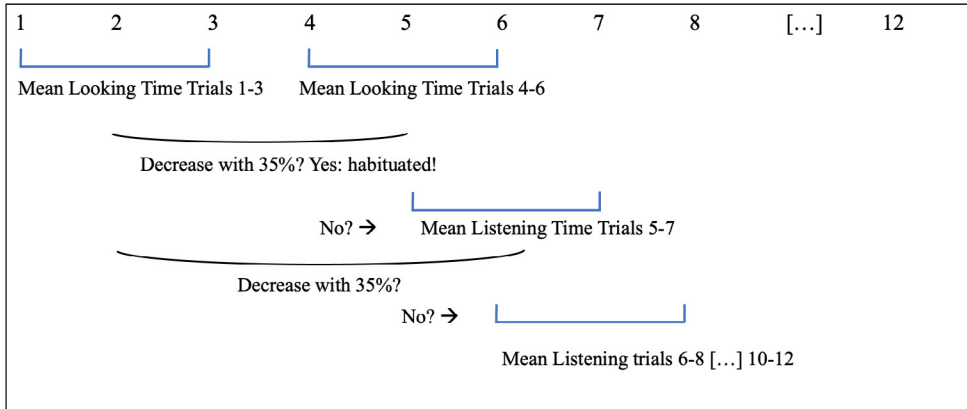 1 2 3 4 5 6 7 8 [...] 12
Mean Looking Time Trials 1-3 Mean Looking Time Trials 4-6
Decrease with 35%? Yes: habituated!
No? → Mean Listening Time Trials 5-7
Decrease with 35%?
No? →
Mean Listening trials 6-8 [...] 10-12